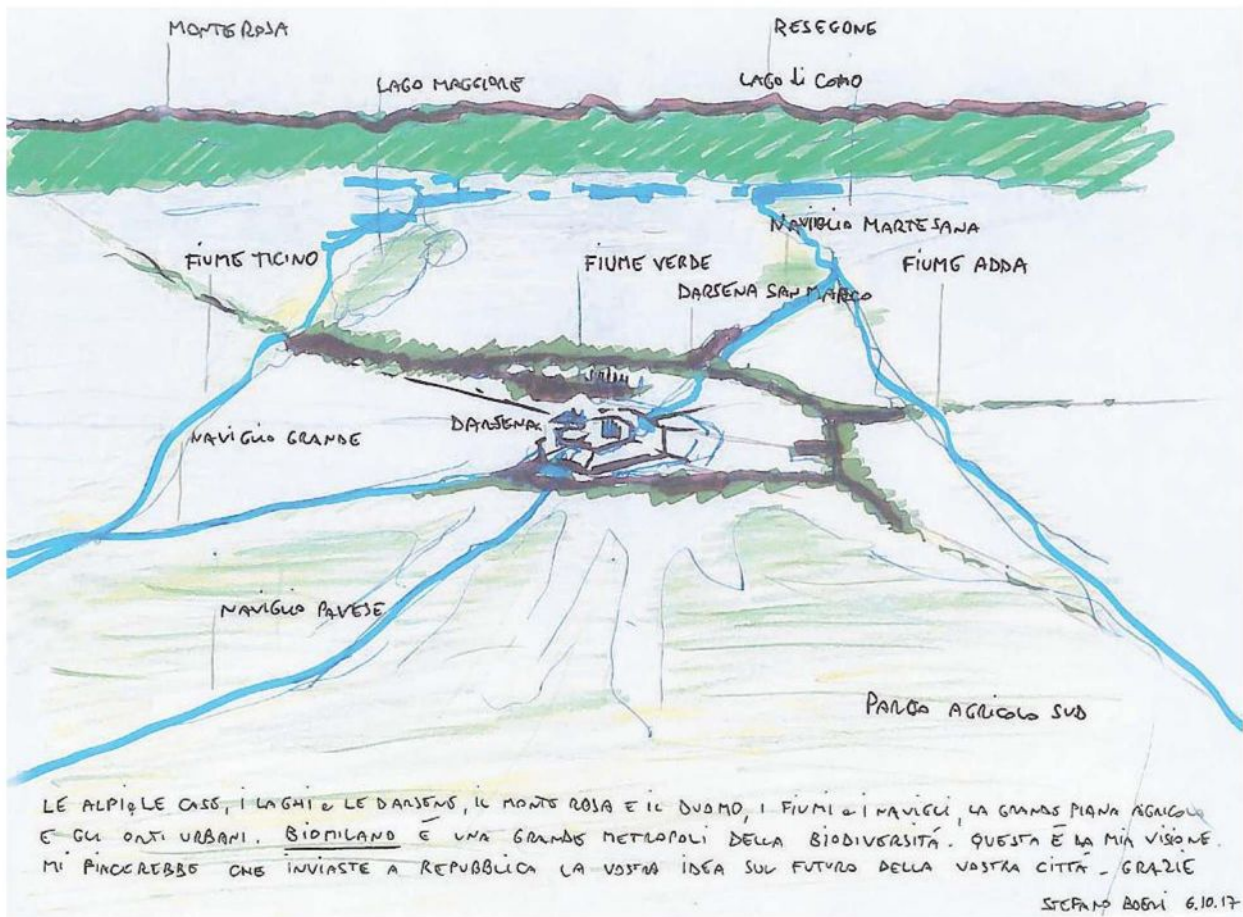 MONTE ROSA
RESEGONE
LAGO MAGGIORE
LAGO di COMO
NAVIGLIO MARTESANA
FIUME TICINO
FIUME VERDE
FIUME ADDA
DARSENA SAN MARCO
NAVIGLIO GRANDE
DARSENA
NAVIGLIO PAVESE
PARCO AGRICOLO SUD
LE ALPI e LE CASE, I LAGHI e LE DARSENE, IL MONTE ROSA E IL DUOMO, I FIUMI e I NAVIGLI, LA GRANDE PIANA AGRICOLA
E GLI ORTI URBANI. BIOMILANO È UNA GRANDE METROPOLI DELLA BIODIVERSITÁ. QUESTA È LA MIA VISIONE.
MI PIACEREBBE CHE INVIASTE A REPUBBLICA LA VOSTRA IDEA SUL FUTURO DELLA VOSTRA CITTÁ - GRAZIE
STEFANO BOERI 6.10.17